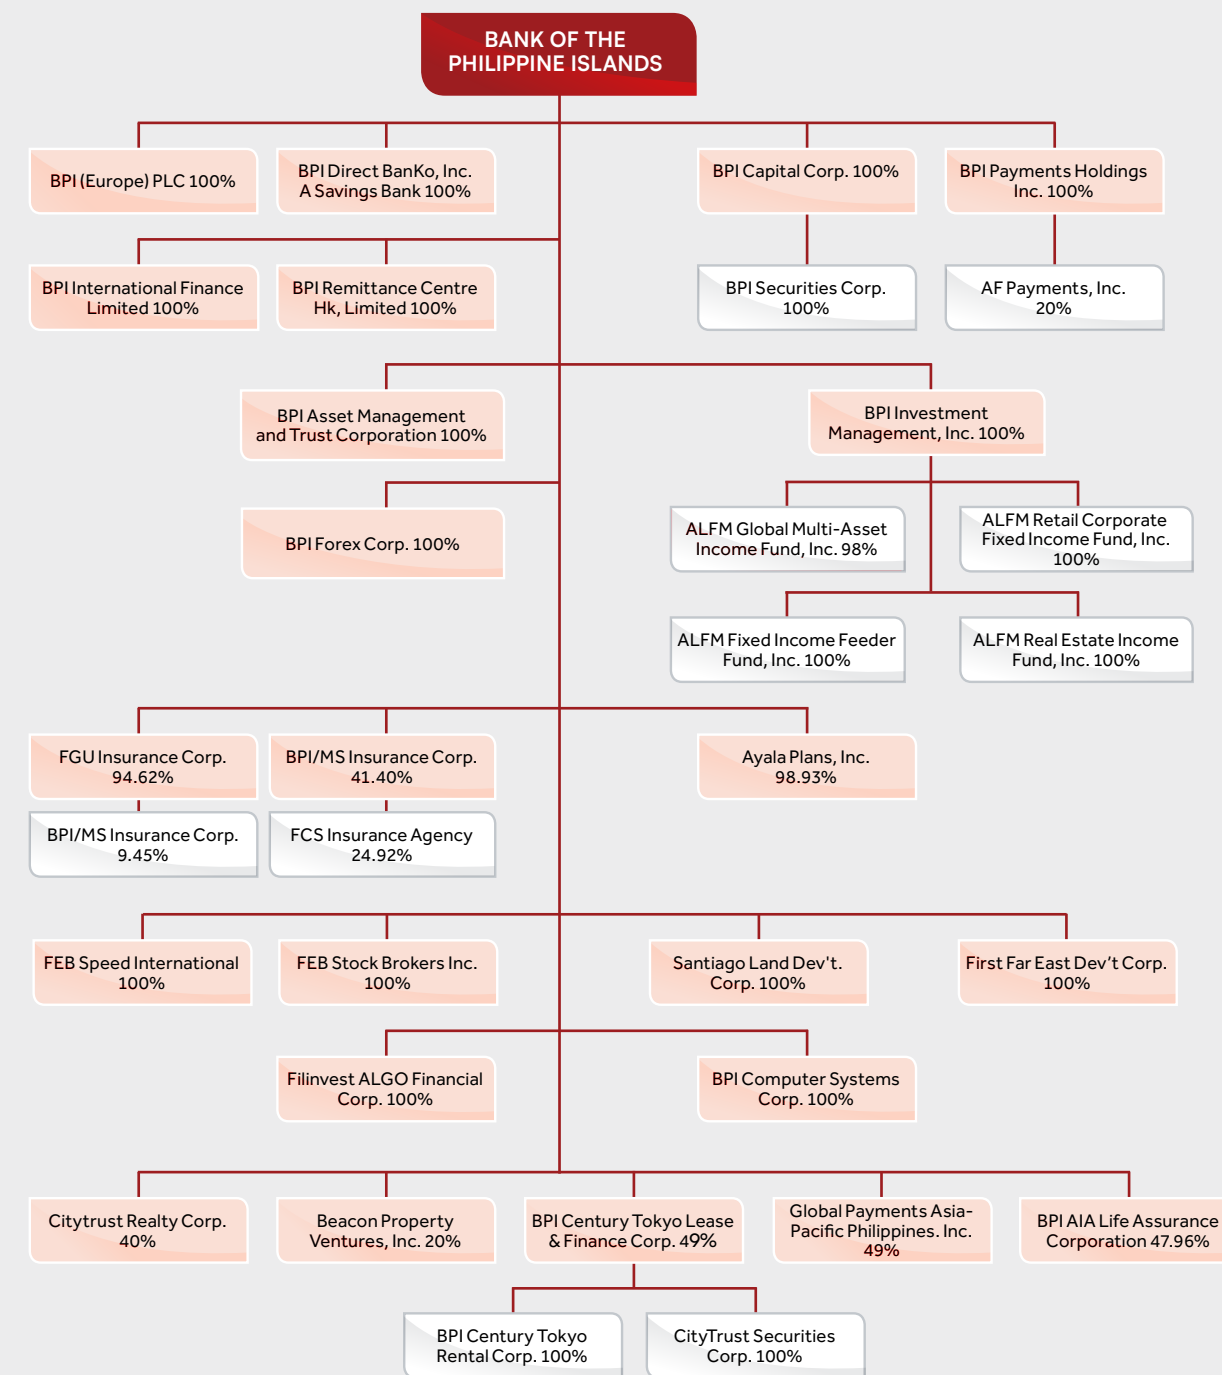 BANK OF THE
PHILIPPINE ISLANDS
BPI (Europe) PLC 100%
BPI Direct BanKo, Inc.
A Savings Bank 100%
BPI Capital Corp. 100%
BPI Payments Holdings
Inc. 100%
BPI International Finance
Limited 100%
BPI Remittance Centre
Hk, Limited 100%
BPI Securities Corp.
100%
AF Payments, Inc.
20%
BPI Asset Management
and Trust Corporation 100%
BPI Investment
Management, Inc. 100%
BPI Forex Corp. 100%
ALFM Global Multi-Asset
Income Fund, Inc. 98%
ALFM Retail Corporate
Fixed Income Fund, Inc.
100%
ALFM Fixed Income Feeder
Fund, Inc. 100%
ALFM Real Estate Income
Fund, Inc. 100%
FGU Insurance Corp.
94.62%
BPI/MS Insurance Corp.
41.40%
Ayala Plans, Inc.
98.93%
BPI/MS Insurance Corp.
9.45%
FCS Insurance Agency
24.92%
FEB Speed International
100%
FEB Stock Brokers Inc.
100%
Santiago Land Dev't.
Corp. 100%
First Far East Dev’t Corp.
100%
Filinvest ALGO Financial
Corp. 100%
BPI Computer Systems
Corp. 100%
Citytrust Realty Corp.
40%
Beacon Property
Ventures, Inc. 20%
BPI Century Tokyo Lease
& Finance Corp. 49%
Global Payments Asia-
Pacific Philippines. Inc.
49%
BPI AIA Life Assurance
Corporation 47.96%
BPI Century Tokyo
Rental Corp. 100%
CityTrust Securities
Corp. 100%